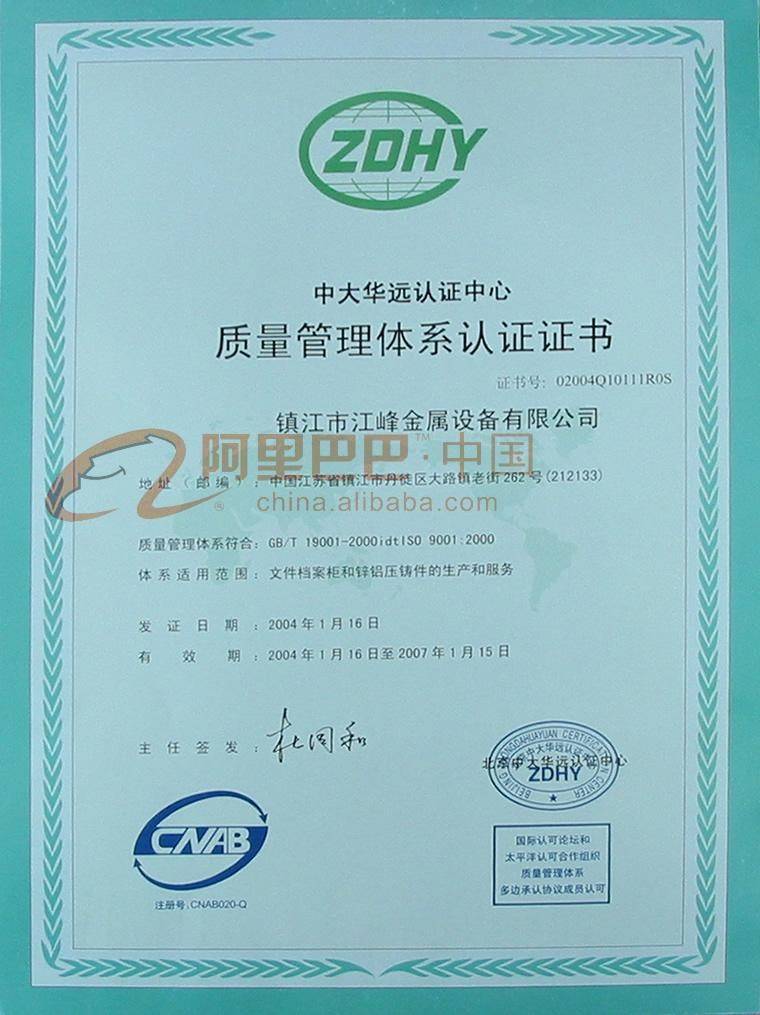 ZDHY
中大华远认证中心
质量管理体系认证证书
证书号: 02004Q10111R0S
镇江市江峰金属设备有限公司
阿里巴巴™·中国
地址(邮编): 中国江苏省镇江市丹徒区大路镇老街262号(212133)
china.alibaba.com
质量管理体系符合: GB/T 19001-2000idtISO 9001:2000
体系适用范围: 文件档案柜和锌铝压铸件的生产和服务
发证日期: 2004年1月16日
有效期: 2004年1月16日至2007年1月15日
主任签发:
BEIJING ZHONGDAHUAYUAN CERTIFICATION CENTER
北京中大华远认证中心
ZDHY
CNAB
注册号: CNAB020-Q
国际认可论坛和
太平洋认可合作组织
质量管理体系
多边承认协议成员认可